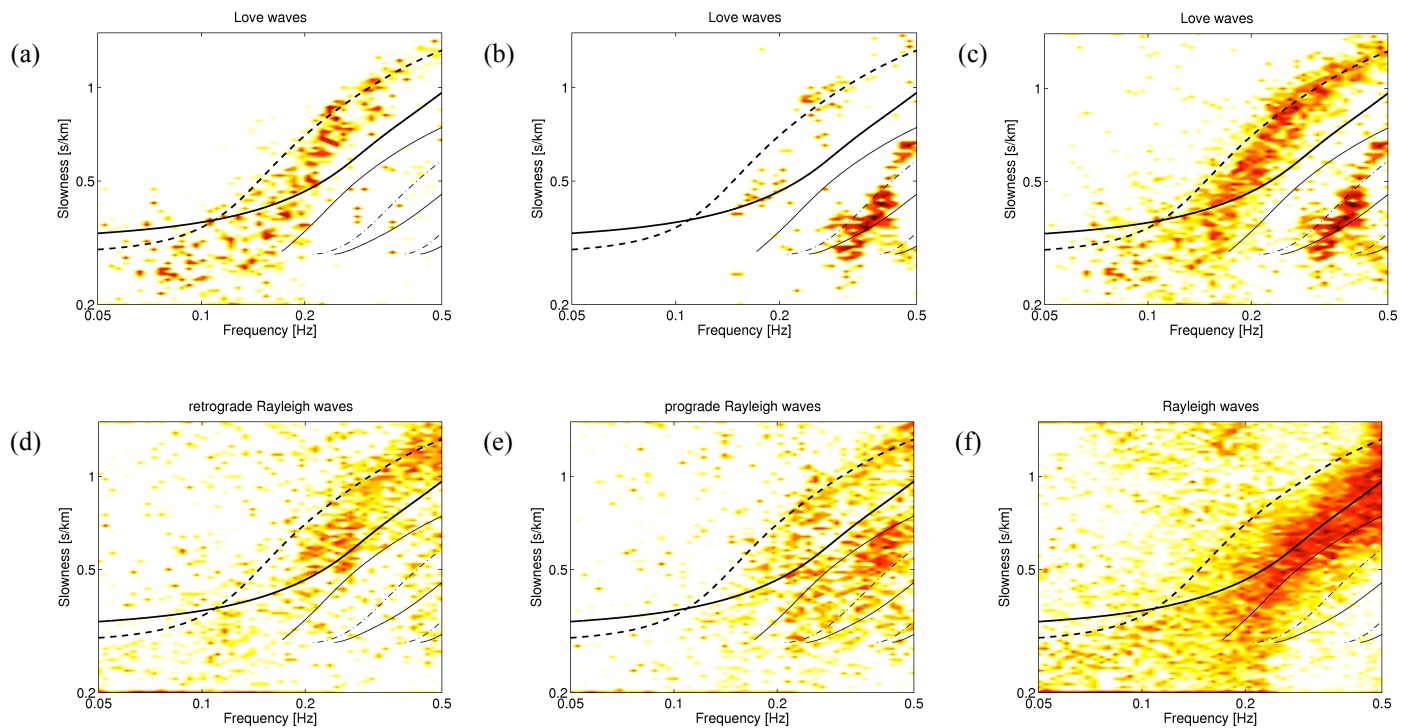 Love waves
(a)
Slowness [s/km]
1
0.5
0.2
0.05
0.1
0.2
0.5
Frequency [Hz]
Love waves
(b)
Slowness [s/km]
1
0.5
0.2
0.05
0.1
0.2
0.5
Frequency [Hz]
Love waves
(c)
Slowness [s/km]
1
0.5
0.2
0.05
0.1
0.2
0.5
Frequency [Hz]
retrograde Rayleigh waves
(d)
Slowness [s/km]
1
0.5
0.2
0.05
0.1
0.2
0.5
Frequency [Hz]
prograde Rayleigh waves
(e)
Slowness [s/km]
1
0.5
0.2
0.05
0.1
0.2
0.5
Frequency [Hz]
Rayleigh waves
(f)
Slowness [s/km]
1
0.5
0.2
0.05
0.1
0.2
0.5
Frequency [Hz]